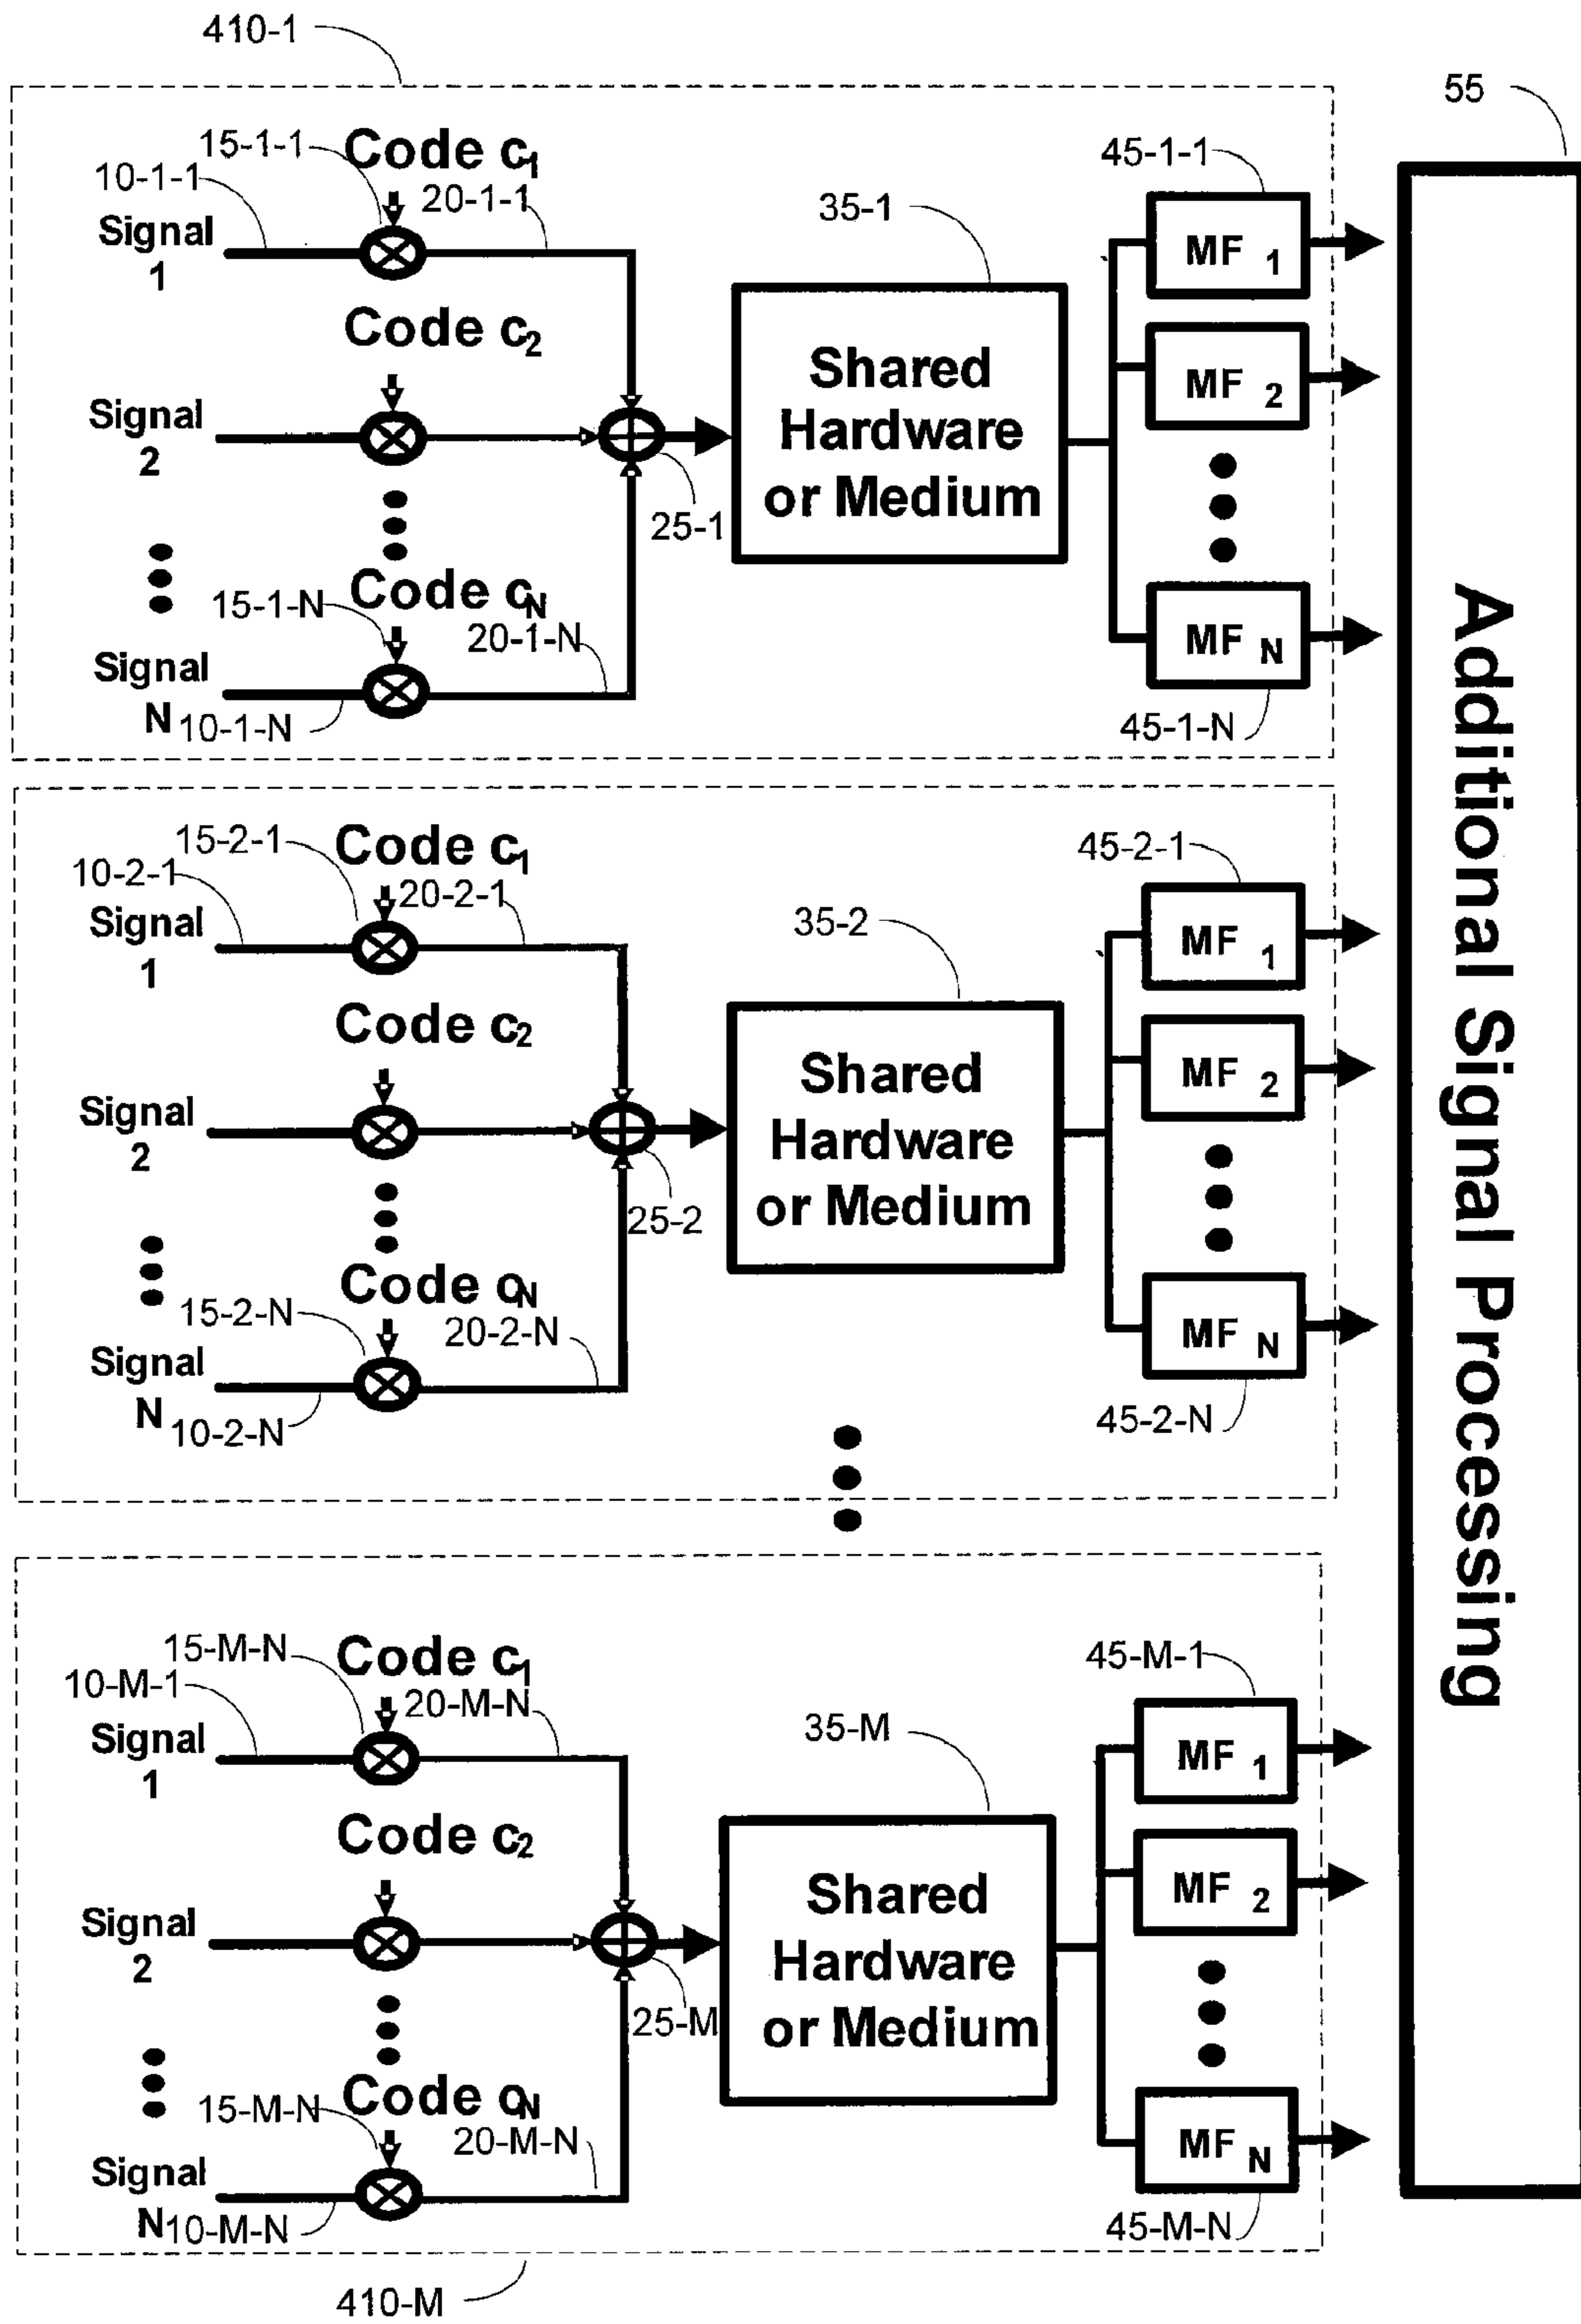 410-1
55
15-1-1
Code c1
10-1-1
20-1-1
Signal
1
35-1
45-1-1
MF 1
Code c2
Signal
2
Shared
Hardware
or Medium
MF 2
25-1
Code cN
15-1-N
20-1-N
Signal
N
10-1-N
MF N
45-1-N
Additional Signal Processing
15-2-1
Code c1
10-2-1
20-2-1
Signal
1
35-2
45-2-1
MF 1
Code c2
Signal
2
Shared
Hardware
or Medium
MF 2
25-2
Code cN
15-2-N
20-2-N
Signal
N
10-2-N
MF N
45-2-N
15-M-N
Code c1
10-M-1
20-M-N
Signal
1
35-M
45-M-1
MF 1
Code c2
Signal
2
Shared
Hardware
or Medium
MF 2
25-M
Code cN
15-M-N
20-M-N
Signal
N
10-M-N
MF N
45-M-N
410-M